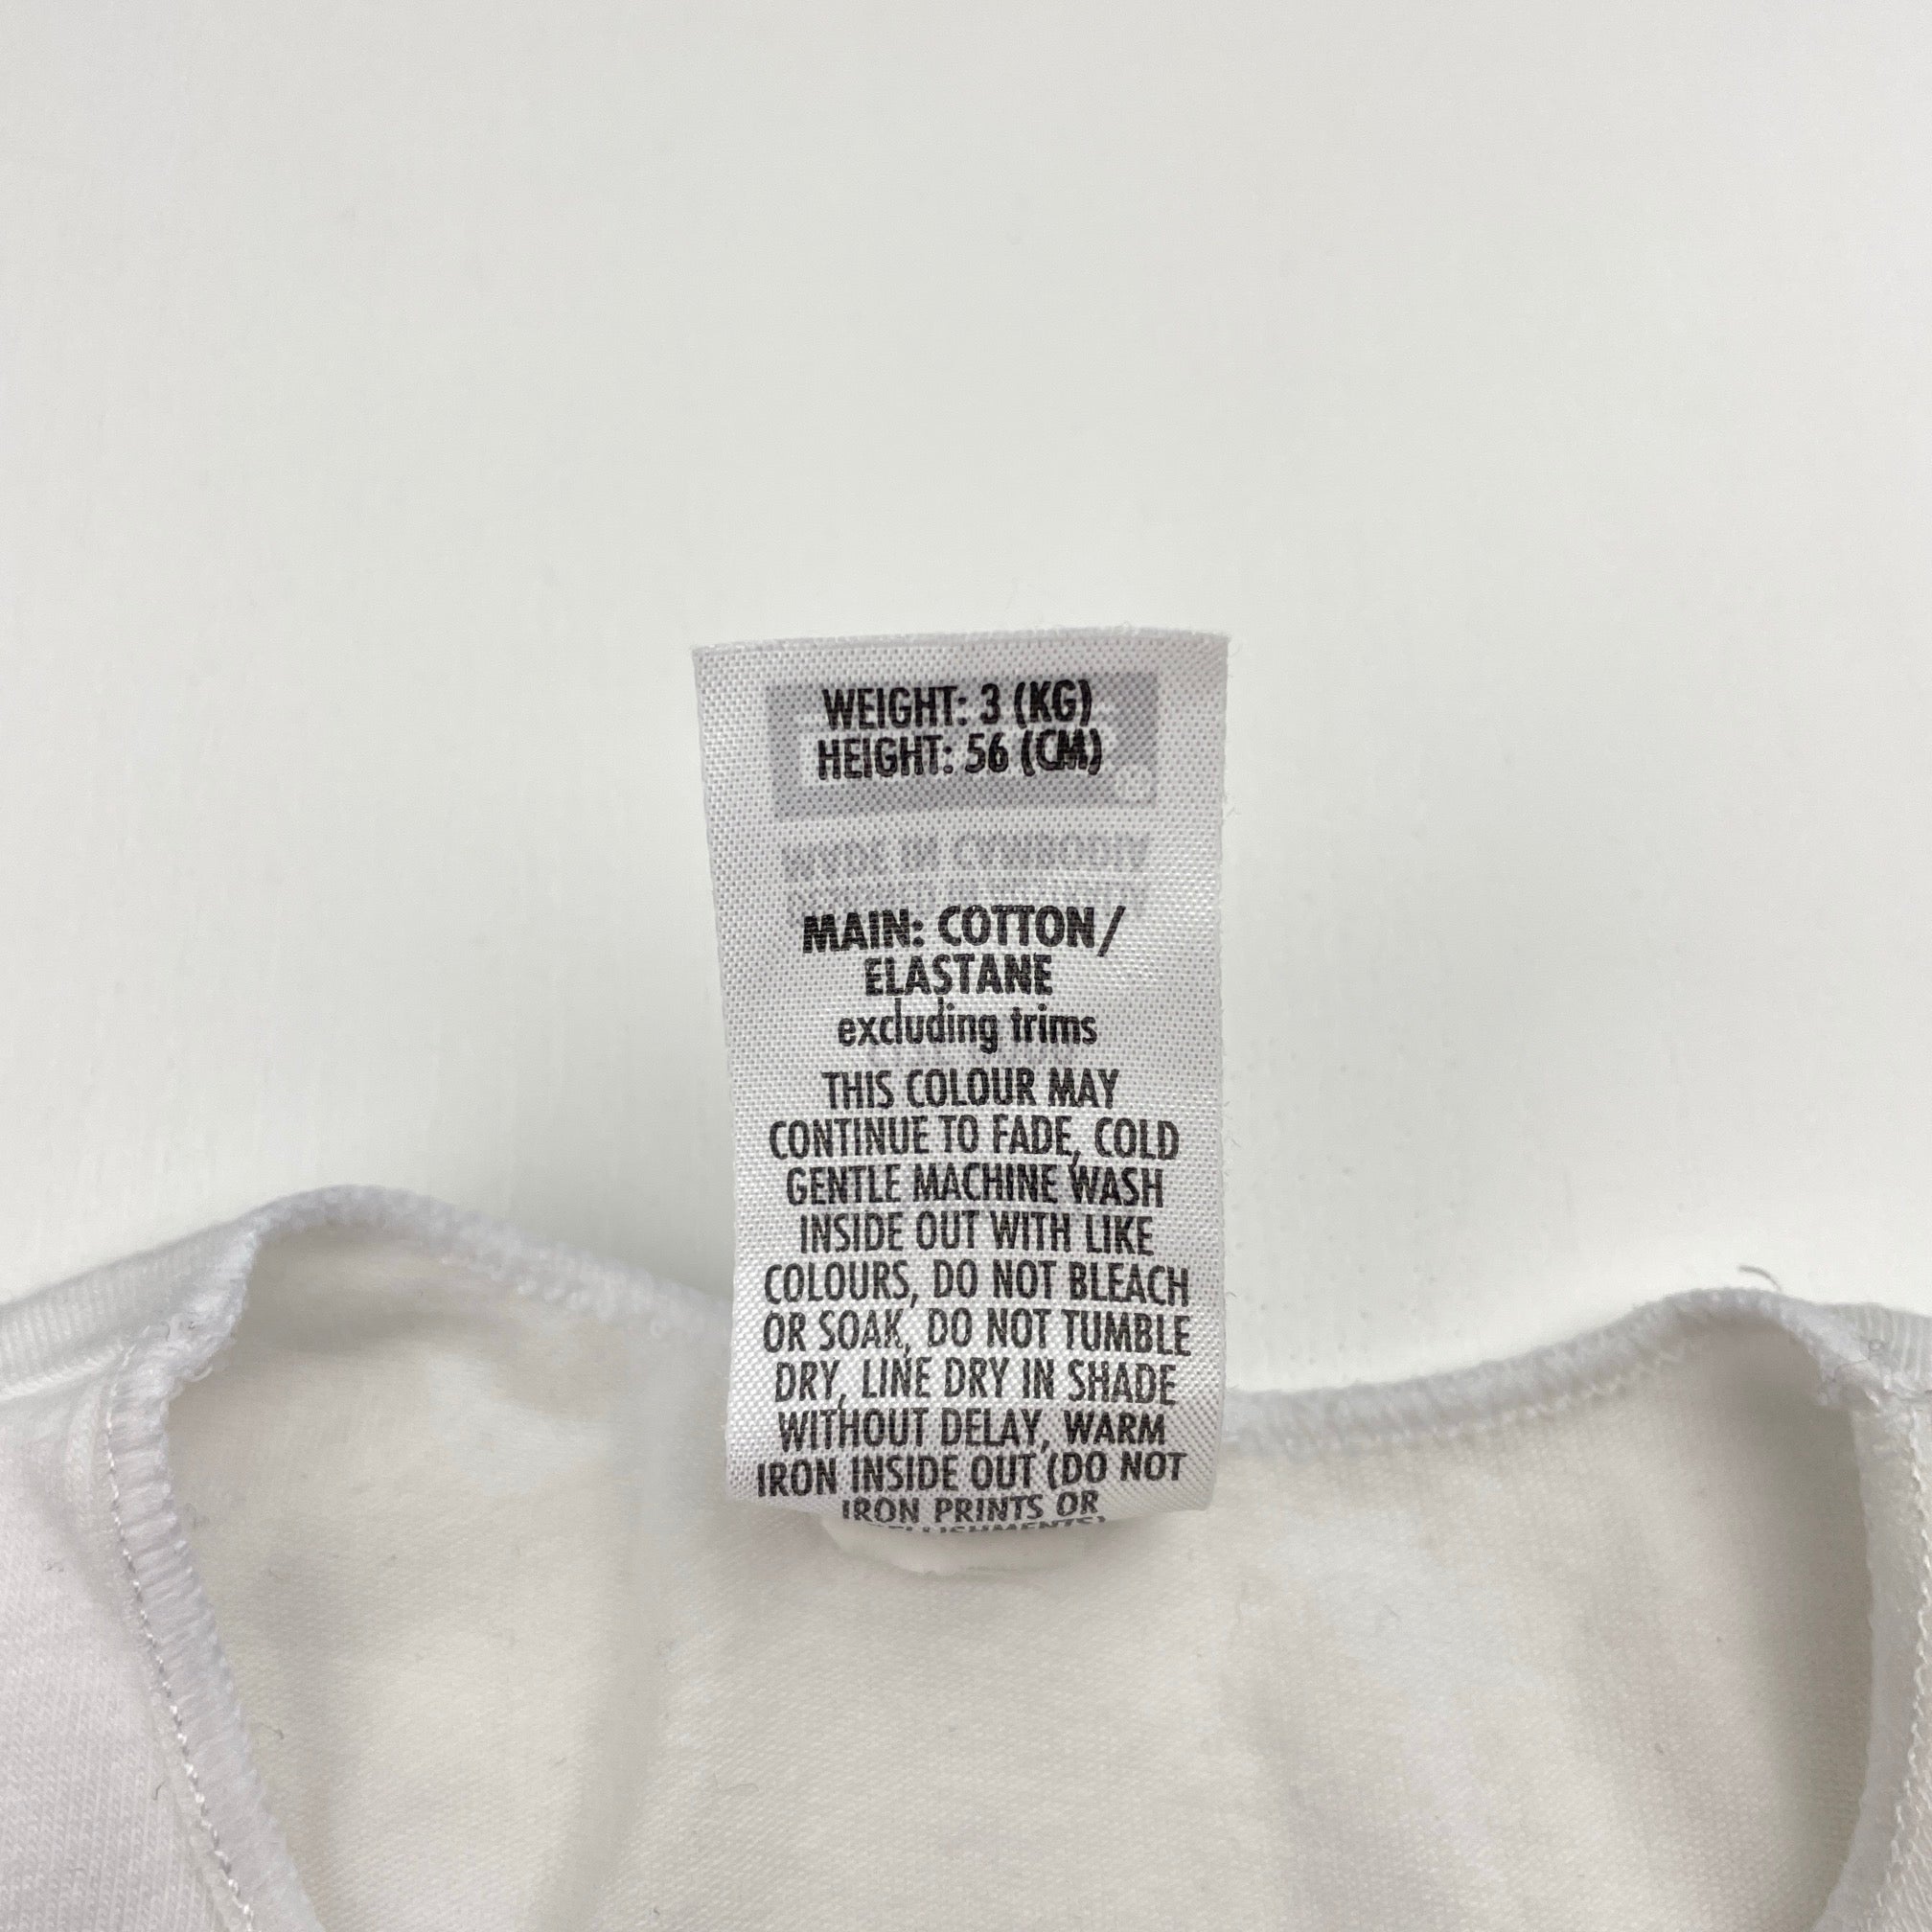 WEIGHT: 3 (KG)
HEIGHT: 56 (CM)
MAIN: COTTON/
ELASTANE
excluding trims
THIS COLOUR MAY
CONTINUE TO FADE, COLD
GENTLE MACHINE WASH
INSIDE OUT WITH LIKE
COLOURS, DO NOT BLEACH
OR SOAK, DO NOT TUMBLE
DRY, LINE DRY IN SHADE
WITHOUT DELAY, WARM
IRON INSIDE OUT (DO NOT
IRON PRINTS OR